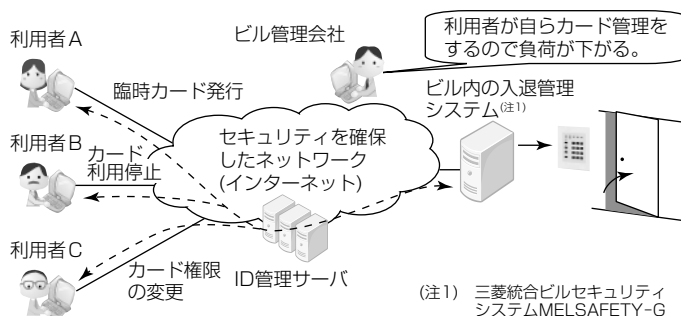 利用者A
ビル管理会社
利用者が自らカード管理を
するので負荷が下がる。
臨時カード発行
ビル内の入退管理
システム(注1)
利用者B
カード
利用停止
セキュリティを確保
したネットワーク
(インターネット)
利用者C
カード権限
の変更
ID管理サーバ
(注1) 三菱統合ビルセキュリティ
システムMELSAFETY-G